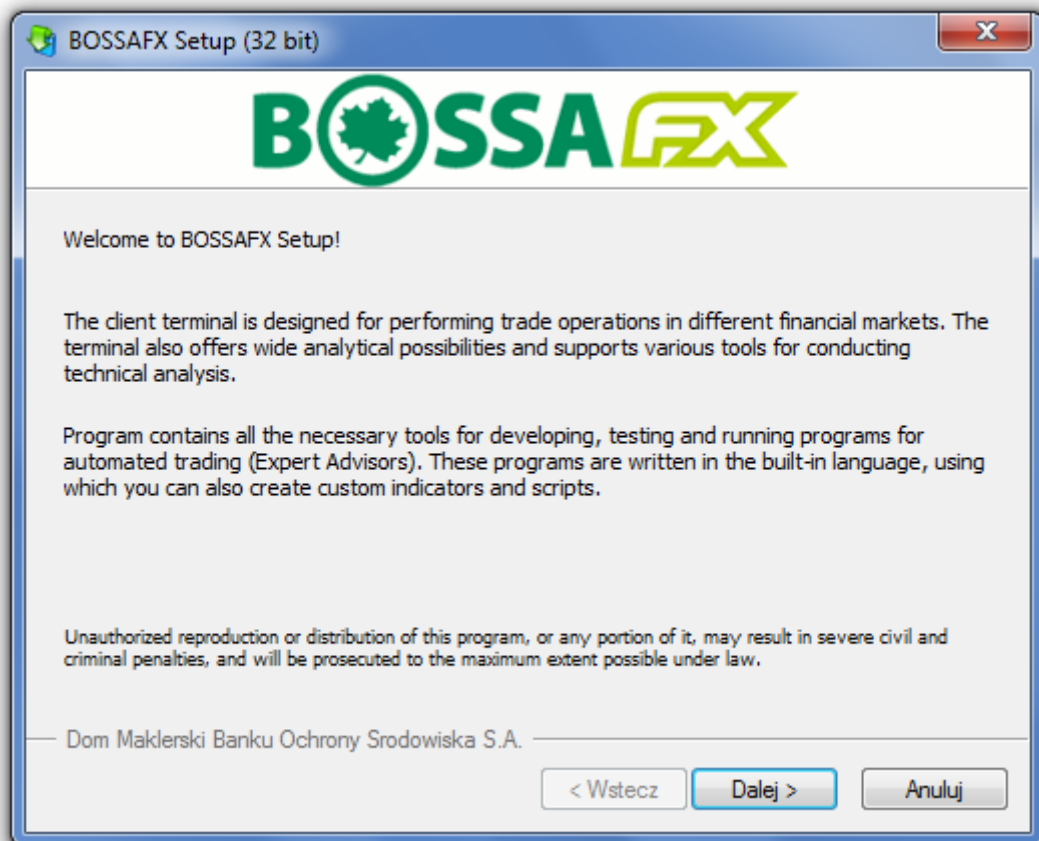 BOSSAFX Setup (32 bit)
BOSSA FX
Welcome to BOSSAFX Setup!
The client terminal is designed for performing trade operations in different financial markets. The
terminal also offers wide analytical possibilities and supports various tools for conducting
technical analysis.
Program contains all the necessary tools for developing, testing and running programs for
automated trading (Expert Advisors). These programs are written in the built-in language, using
which you can also create custom indicators and scripts.
Unauthorized reproduction or distribution of this program, or any portion of it, may result in severe civil and
criminal penalties, and will be prosecuted to the maximum extent possible under law.
Dom Maklerski Banku Ochrony Srodowiska S.A.
< Wstecz Dalej > Anuluj